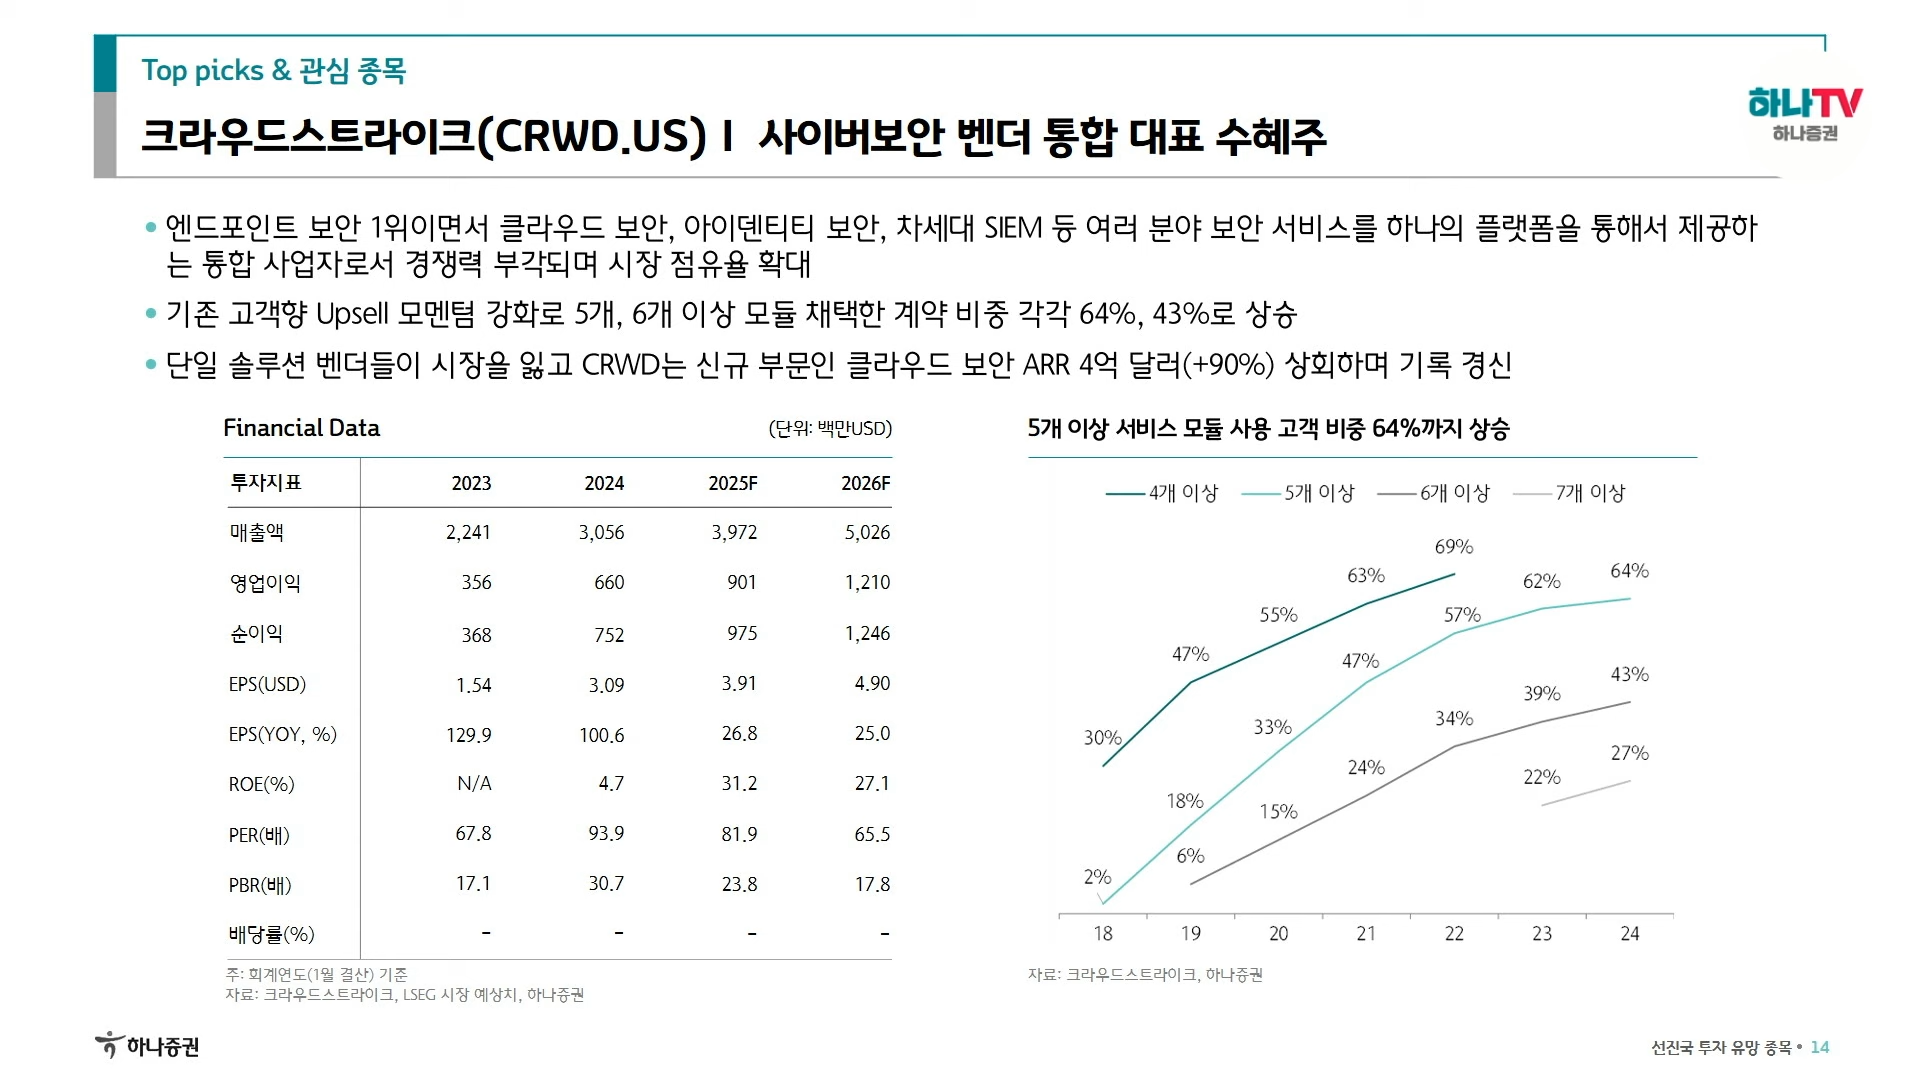 Top picks & 관심 종목
하나TV
하나증권
크라우드스트라이크(CRWD.US) I 사이버보안 벤더 통합 대표 수혜주
• 엔드포인트 보안 1위이면서 클라우드 보안, 아이덴티티 보안, 차세대 SIEM 등 여러 분야 보안 서비스를 하나의 플랫폼을 통해서 제공하
는 통합 사업자로서 경쟁력 부각되며 시장 점유율 확대
• 기존 고객향 Upsell 모멘텀 강화로 5개, 6개 이상 모듈 채택한 계약 비중 각각 64%, 43%로 상승
• 단일 솔루션 벤더들이 시장을 잃고 CRWD는 신규 부문인 클라우드 보안 ARR 4억 달러(+90%) 상회하며 기록 경신
Financial Data (단위: 백만USD)
투자지표 2023 2024 2025F 2026F
매출액 2,241 3,056 3,972 5,026
영업이익 356 660 901 1,210
순이익 368 752 975 1,246
EPS(USD) 1.54 3.09 3.91 4.90
EPS(YOY, %) 129.9 100.6 26.8 25.0
ROE(%) N/A 4.7 31.2 27.1
PER(배) 67.8 93.9 81.9 65.5
PBR(배) 17.1 30.7 23.8 17.8
배당률(%) – – – –
주: 회계연도(1월 결산) 기준
자료: 크라우드스트라이크, LSEG 시장 예상치, 하나증권
5개 이상 서비스 모듈 사용 고객 비중 64%까지 상승
4개 이상 5개 이상 6개 이상 7개 이상
30% 47% 55% 63% 69%
2% 18% 33% 47% 57% 62% 64%
6% 15% 24% 34% 39% 43%
22% 27%
18 19 20 21 22 23 24
자료: 크라우드스트라이크, 하나증권
하나증권
선진국 투자 유망 종목 • 14